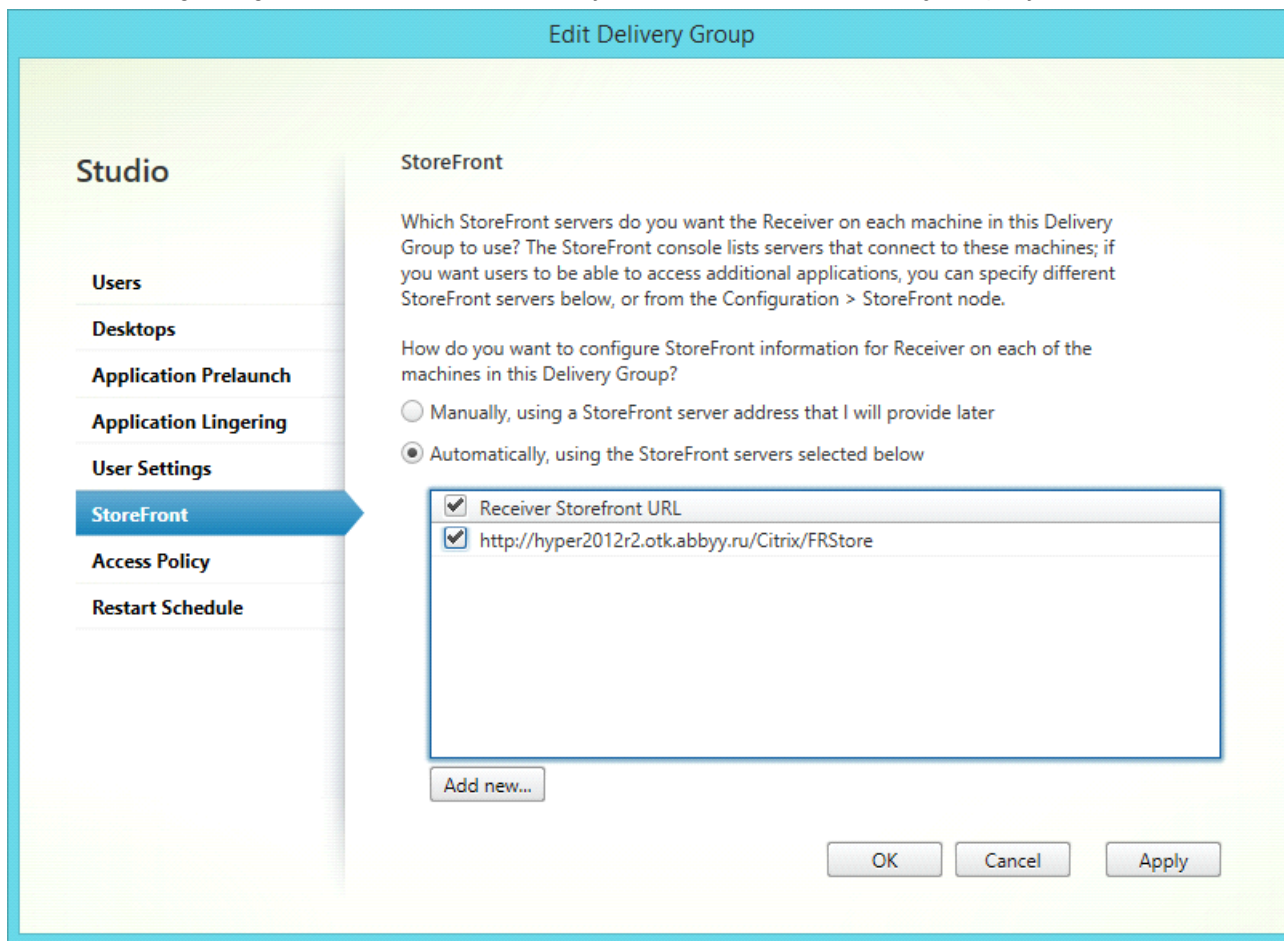 Edit Delivery Group
Studio
Users
Desktops
Application Prelaunch
Application Lingering
User Settings
StoreFront
Access Policy
Restart Schedule
StoreFront
Which StoreFront servers do you want the Receiver on each machine in this Delivery
Group to use? The StoreFront console lists servers that connect to these machines; if
you want users to be able to access additional applications, you can specify different
StoreFront servers below, or from the Configuration > StoreFront node.
How do you want to configure StoreFront information for Receiver on each of the
machines in this Delivery Group?
Manually, using a StoreFront server address that I will provide later
Automatically, using the StoreFront servers selected below
Receiver Storefront URL
http://hyper2012r2.otk.abbyy.ru/Citrix/FRStore
Add new...
OK
Cancel
Apply